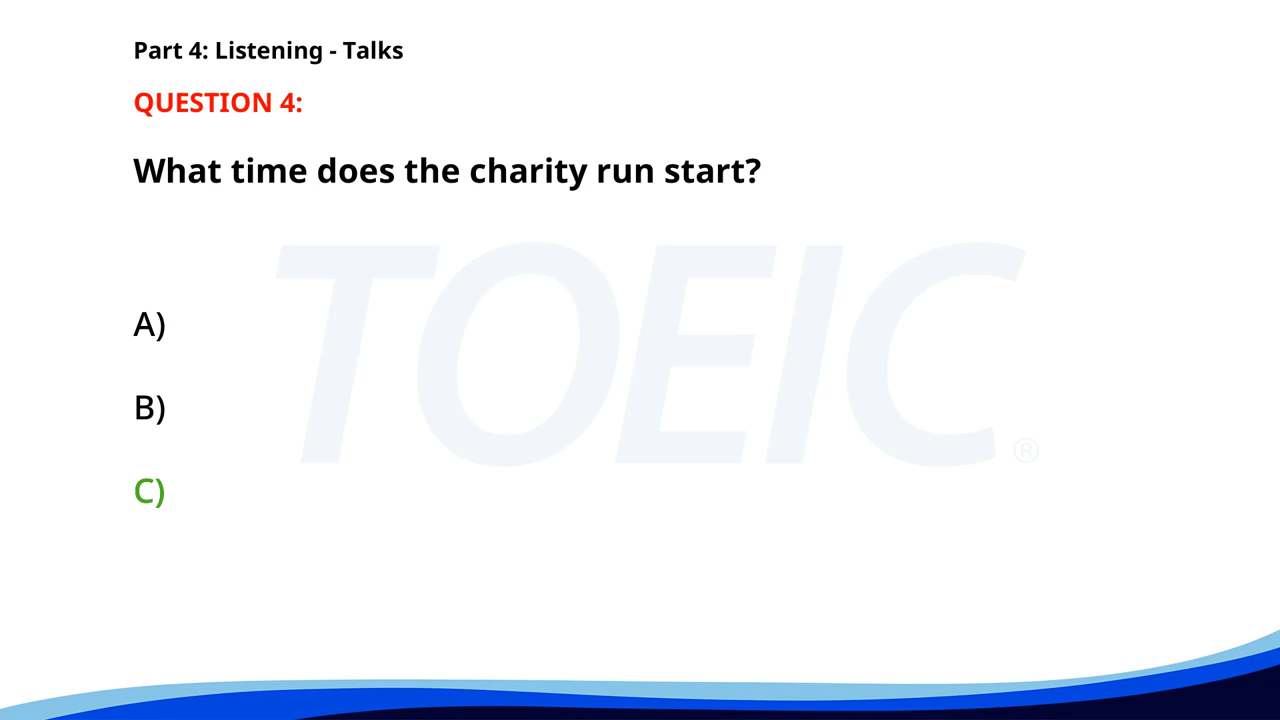 Part 4: Listening - Talks
QUESTION 4:
What time does the charity run start?
TOEIC®
A)
B)
C)